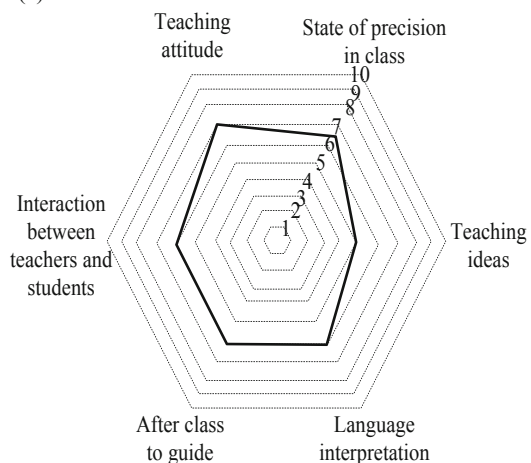 Teaching
attitude
State of precision
in class
10
9
8
7
6
5
4
3
2
1
Interaction
between
teachers and
students
Teaching
ideas
After class
to guide
Language
interpretation